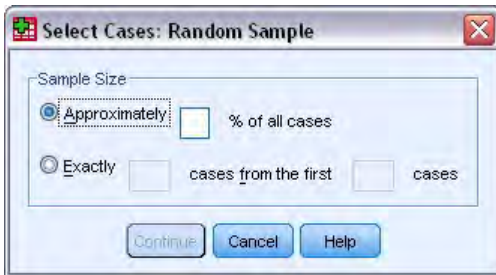 Select Cases: Random Sample
Sample Size
Approximately % of all cases
Exactly cases from the first cases
Continue Cancel Help